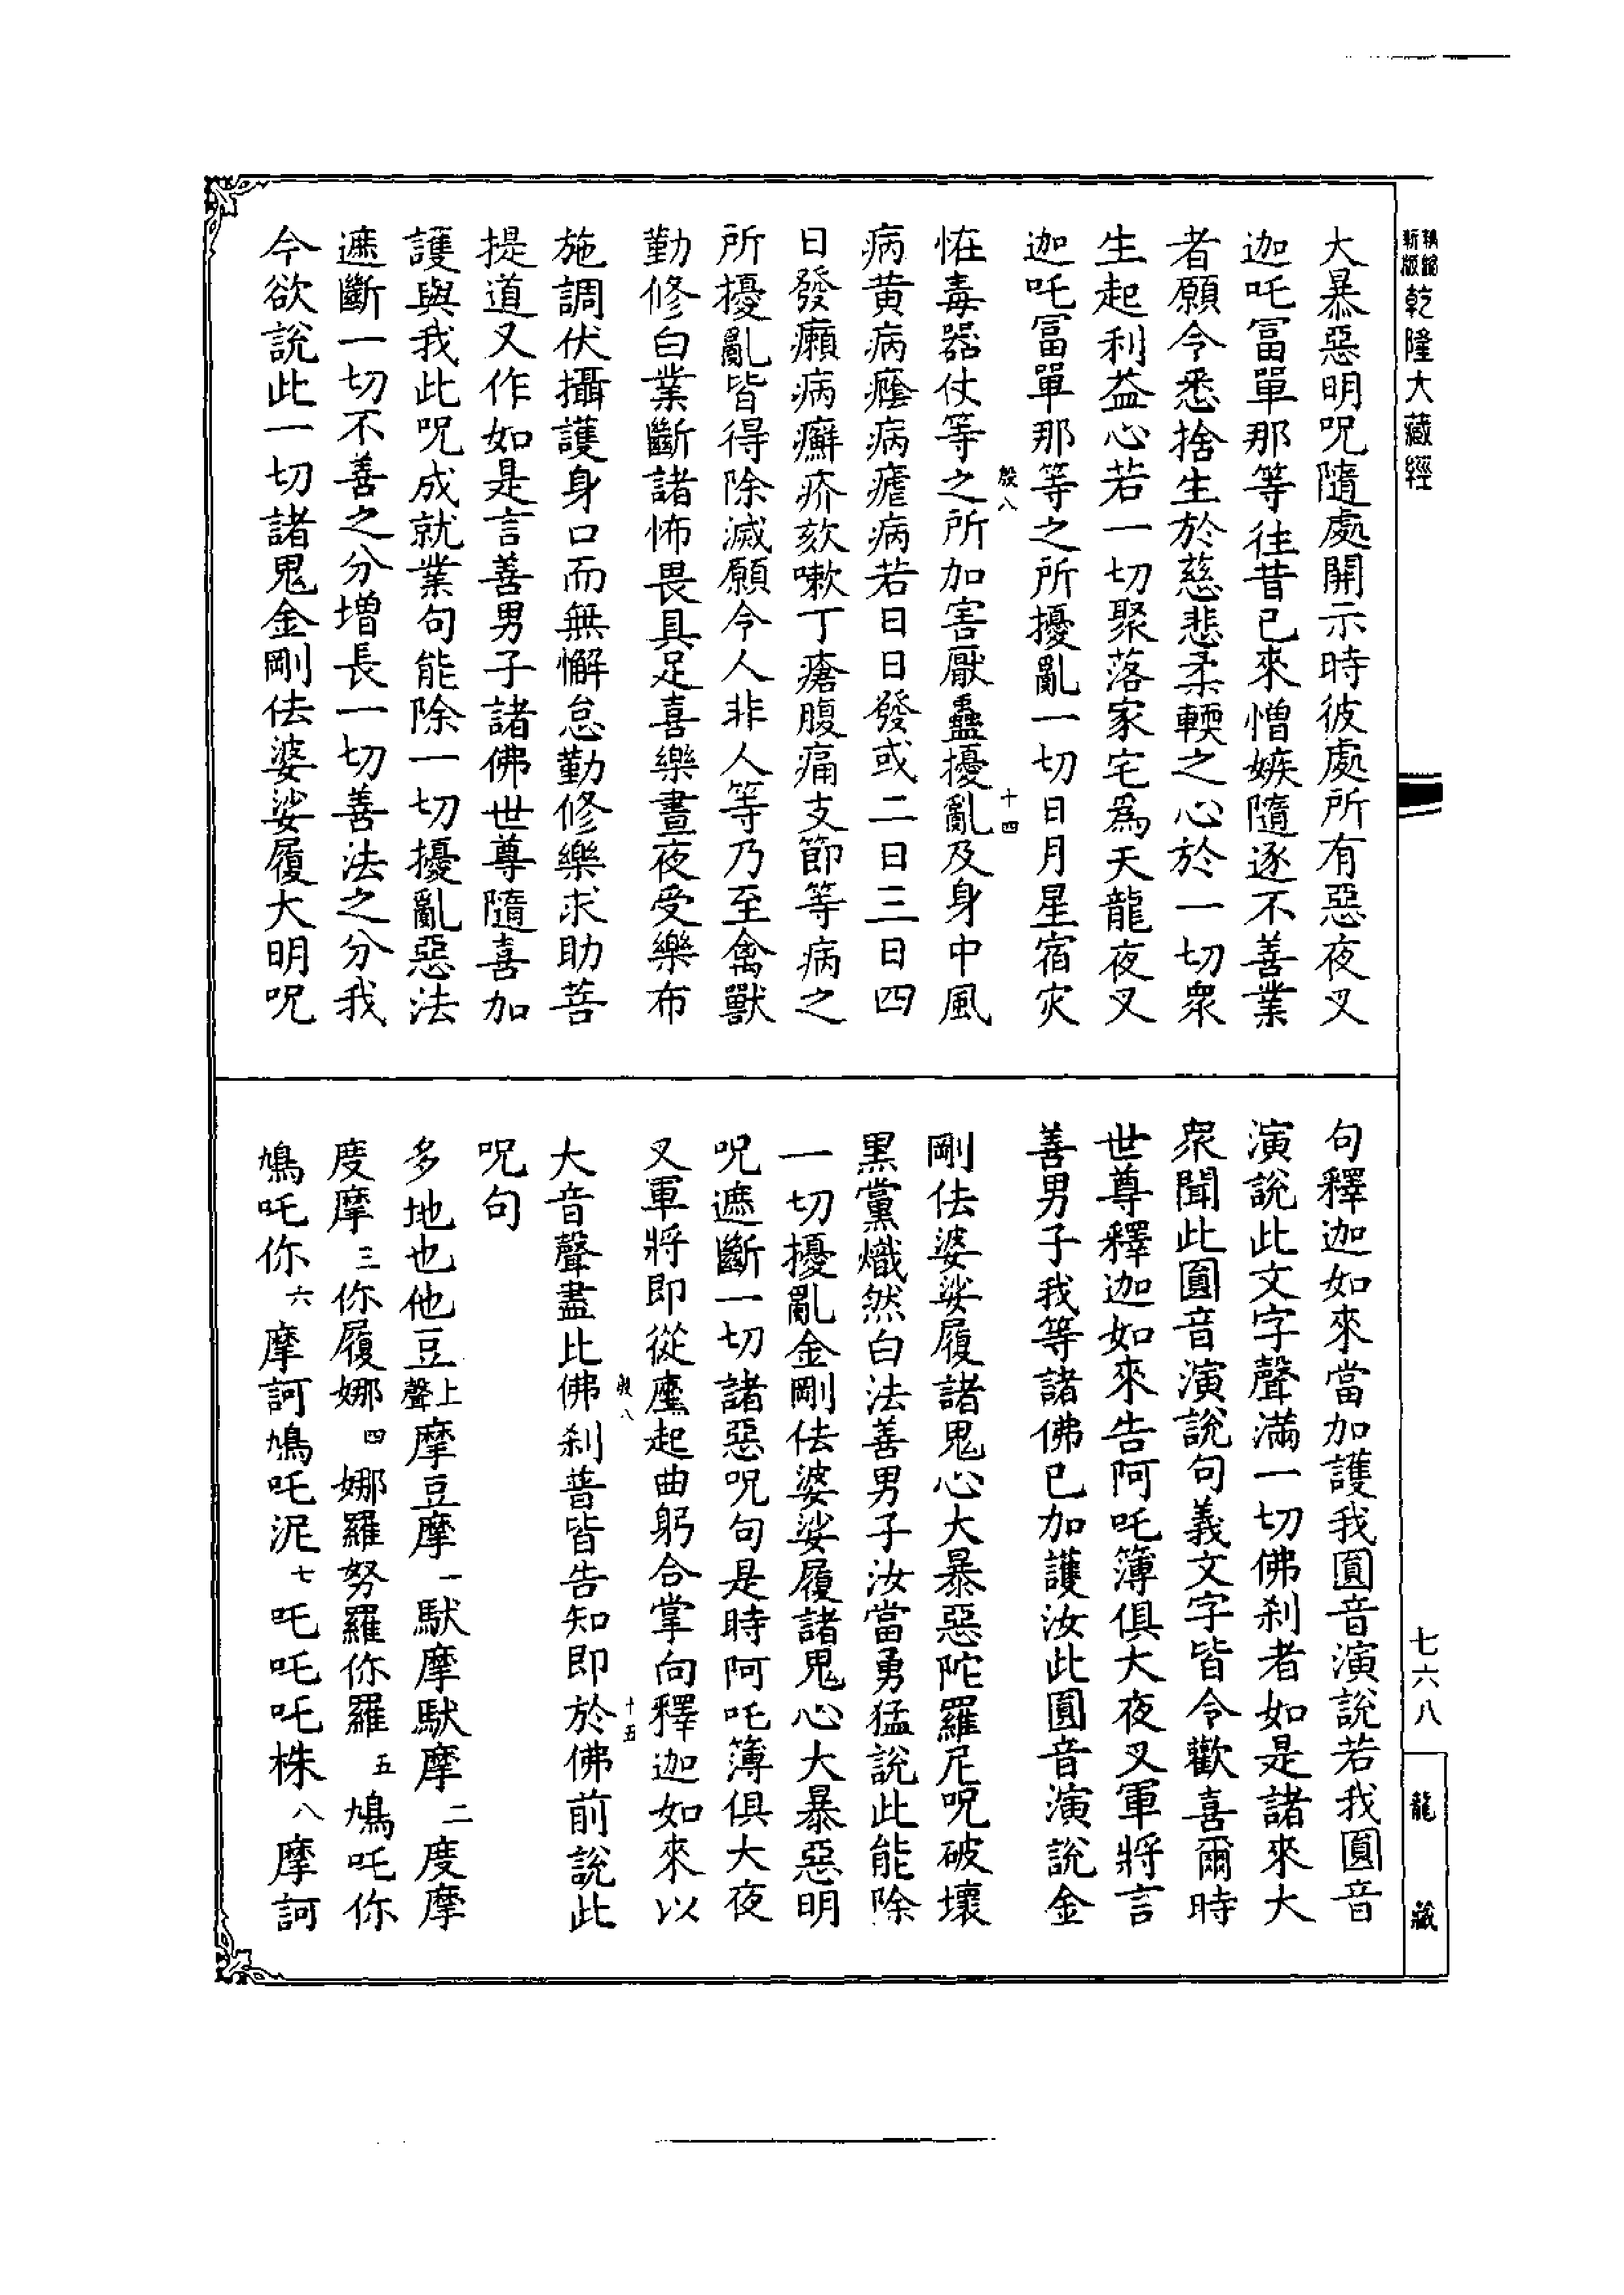 新版精縮乾隆大藏經
七六八
龍藏
大暴惡明呪隨處開示時彼處所有惡夜叉
迦吒富單那等往昔已來憎嫉隨逐不善業
者願令悉捨生於慈悲柔輭之心於一切衆
生起利益心若一切聚落家宅為天龍夜叉
迦吒富單那等之所擾亂一切日月星宿灾
殷八
十四
恠毒器仗等之所加害厭蠱擾亂及身中風
病黃病癊病瘧病若日日發或二日三日四
日發癩病癬疥欬嗽丁瘡腹痛支節等病之
所擾亂皆得除滅願令人非人等乃至禽獸
勤修白業斷諸怖畏具足喜樂晝夜受樂布
施調伏攝護身口而無懈怠勤修樂求助菩
提道又作如是言善男子諸佛世尊隨喜加
護與我此呪成就業句能除一切擾亂惡法
遮斷一切不善之分增長一切善法之分我
今欲說此一切諸鬼金剛佉婆娑履大明呪
句釋迦如來當加護我圓音演說若我圓音
演說此文字聲滿一切佛刹者如是諸來大
衆聞此圓音演說句義文字皆令歡喜爾時
世尊釋迦如來告阿吒簿俱大夜叉軍將言
善男子我等諸佛已加護汝此圓音演說金
剛佉婆娑履諸鬼心大暴惡陀羅尼呪破壞
黑黨熾然白法善男子汝當勇猛說此能除
一切擾亂金剛佉婆娑履諸鬼心大暴惡明
呪遮斷一切諸惡呪句是時阿吒簿俱大夜
叉軍將即從座起曲躬合掌向釋迦如來以
殷八
十五
大音聲盡比佛刹普皆告知即於佛前說此
呪句
多地也他豆上聲摩豆摩一馱摩馱摩二度摩
度摩三你履娜四娜羅努羅你羅五鳩吒你
鳩吒你六摩訶鳩吒泥七吒吒吒株八摩訶